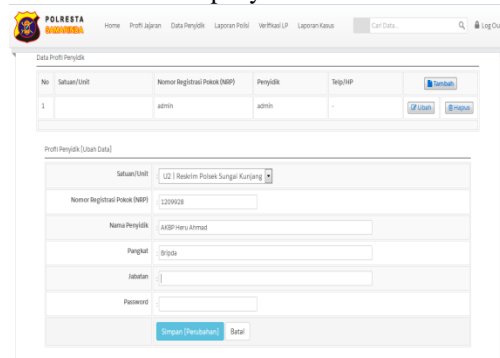 POLRESTA
SAMARINDA
Home Profil Jajaran Data Penyidik Laporan Polisi Verifikasi LP Laporan Kasus Cari Data.. Log Ou
Data Profil Penyidik
No Satuan/Unit Nomor Registrasi Pokok (NRP) Penyidik Telp/HP Tambah
1 admin admin - Ubah Hapus
Profil Penyidik [Ubah Data]
Satuan/Unit : U2 | Reskrim Polsek Sungai Kunjang
Nomor Registrasi Pokok (NRP) : 1209928
Nama Penyidik : AKBP Heru Ahmad
Pangkat : Bripda
Jabatan :
Password :
Simpan [Perubahan] Batal